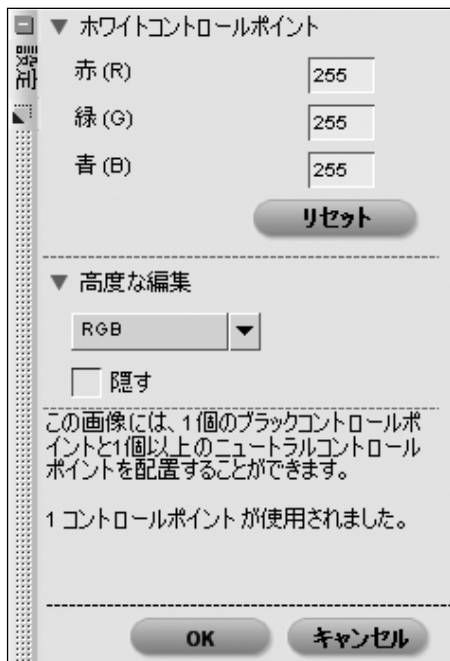 設定
ホワイトコントロールポイント
赤 (R) 255
緑 (G) 255
青 (B) 255
リセット
高度な編集
RGB
隠す
この画像には、1個のブラックコントロールポ
イントと1個以上のニュートラルコントロール
ポイントを配置することができます。
1 コントロールポイント が使用されました。
OK キャンセル